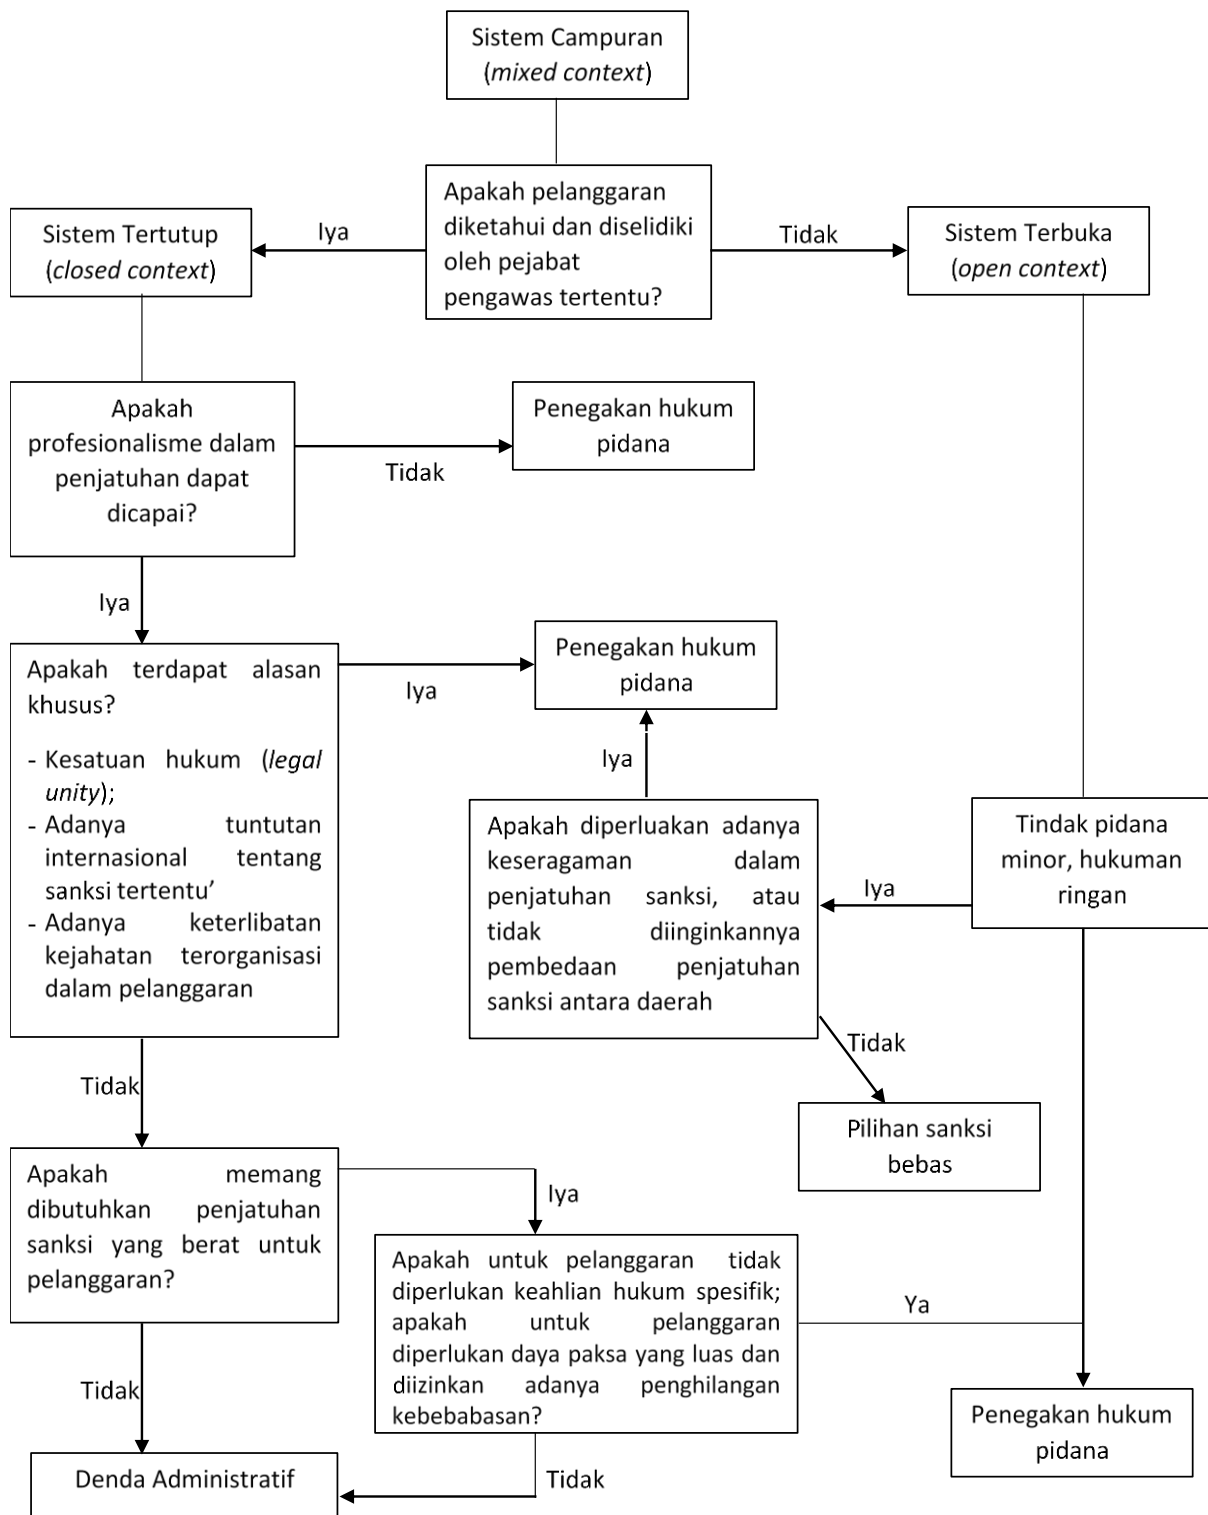 Sistem Campuran
(mixed context)
Apakah pelanggaran
diketahui dan diselidiki
oleh pejabat
pengawas tertentu?
Iya
Tidak
Sistem Tertutup
(closed context)
Sistem Terbuka
(open context)
Apakah
profesionalisme dalam
penjatuhan dapat
dicapai?
Tidak
Penegakan hukum
pidana
Iya
Apakah terdapat alasan
khusus?
- Kesatuan hukum (legal
unity);
- Adanya tuntutan
internasional tentang
sanksi tertentu’
- Adanya keterlibatan
kejahatan terorganisasi
dalam pelanggaran
Iya
Penegakan hukum
pidana
Iya
Apakah diperluakan adanya
keseragaman dalam
penjatuhan sanksi, atau
tidak diinginkannya
pembedaan penjatuhan
sanksi antara daerah
Iya
Tindak pidana
minor, hukuman
ringan
Tidak
Pilihan sanksi
bebas
Tidak
Apakah memang
dibutuhkan penjatuhan
sanksi yang berat untuk
pelanggaran?
Iya
Apakah untuk pelanggaran tidak
diperlukan keahlian hukum spesifik;
apakah untuk pelanggaran
diperlukan daya paksa yang luas dan
diizinkan adanya penghilangan
kebebabasan?
Ya
Penegakan hukum
pidana
Tidak
Tidak
Denda Administratif